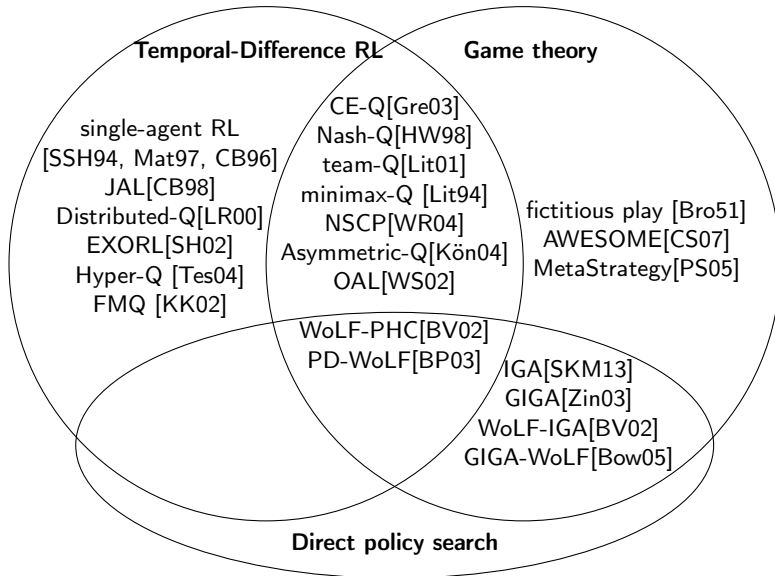 Temporal-Difference RL
Game theory
single-agent RL
[SSH94, Mat97, CB96]
JAL[CB98]
Distributed-Q[LR00]
EXORL[SH02]
Hyper-Q [Tes04]
FMQ [KK02]
CE-Q[Gre03]
Nash-Q[HW98]
team-Q[Lit01]
minimax-Q [Lit94]
NSCP[WR04]
Asymmetric-Q[Kön04]
OAL[WS02]
fictitious play [Bro51]
AWESOME[CS07]
MetaStrategy[PS05]
WoLF-PHC[BV02]
PD-WoLF[BP03]
IGA[SKM13]
GIGA[Zin03]
WoLF-IGA[BV02]
GIGA-WoLF[Bow05]
Direct policy search